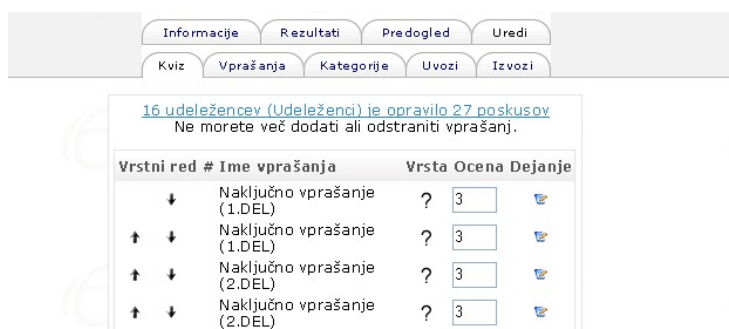 Informacije Rezultati Predogled Uredi
Kviz Vprašanja Kategorije Uvozi Izvozi
16 udeležencev (Udeleženci) je opravilo 27 poskusov
Ne morete več dodati ali odstraniti vprašanj.
Vrstni red # Ime vprašanja Vrsta Ocena Dejanje
Naključno vprašanje
(1.DEL) ? 3
Naključno vprašanje
(1.DEL) ? 3
Naključno vprašanje
(2.DEL) ? 3
Naključno vprašanje
(2.DEL) ? 3